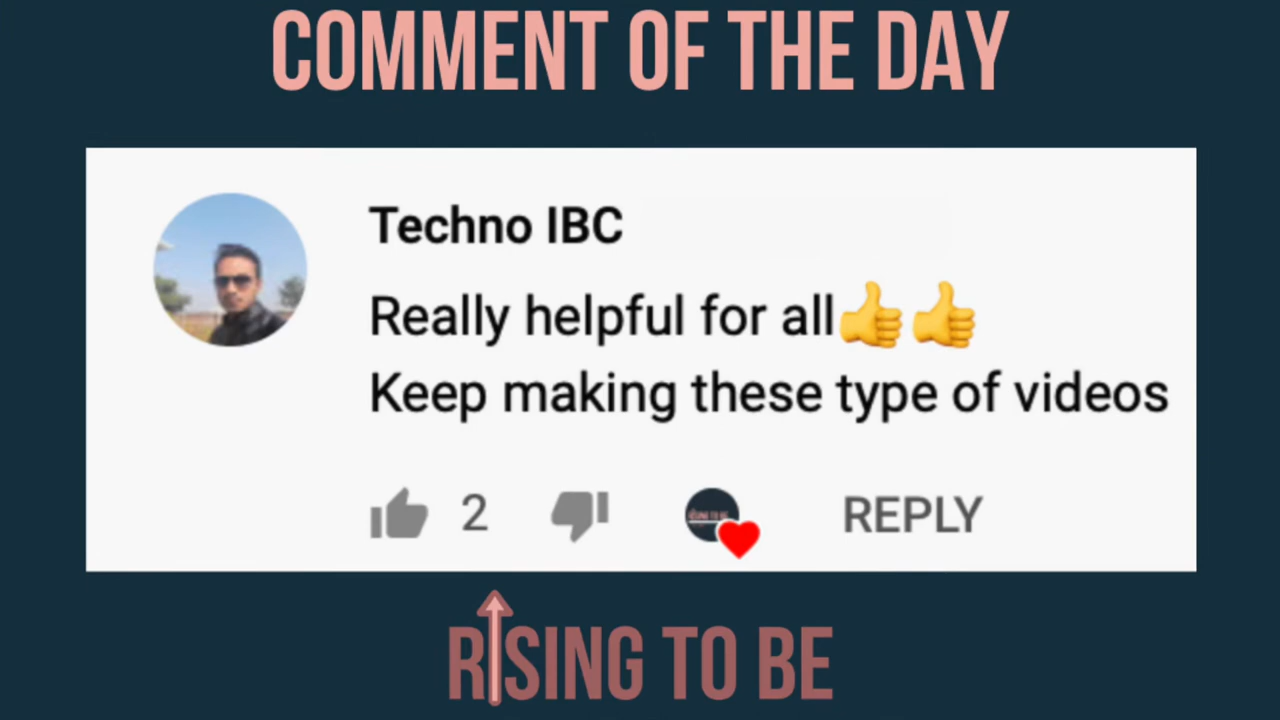 COMMENT OF THE DAY
Techno IBC
Really helpful for all👍👍
Keep making these type of videos
2
REPLY
RISING TO BE